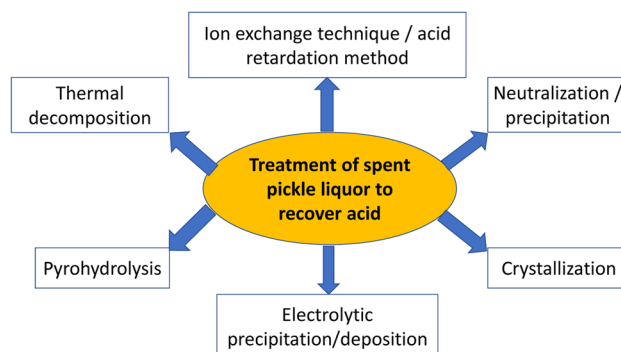 Ion exchange technique / acid
retardation method
Thermal
decomposition
Neutralization /
precipitation
Treatment of spent
pickle liquor to
recover acid
Pyrohydrolysis
Crystallization
Electrolytic
precipitation/deposition